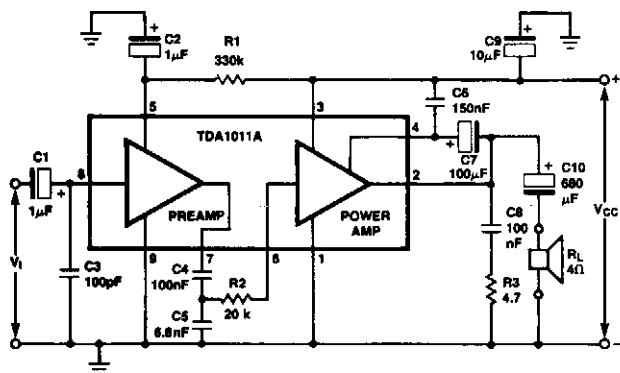 C2
1µF
R1
330k
C9
10µF
+
+
+
5
3
C6
150nF
TDA1011A
4
+
C7
100µF
+
C10
680
µF
C1
1µF
+
8
PREAMP
POWER
AMP
2
VCC
VI
C3
100pF
9
7
6
1
C4
100nF
R2
20 k
C5
6.8nF
C8
100
nF
R3
4.7
RL
4Ω
−